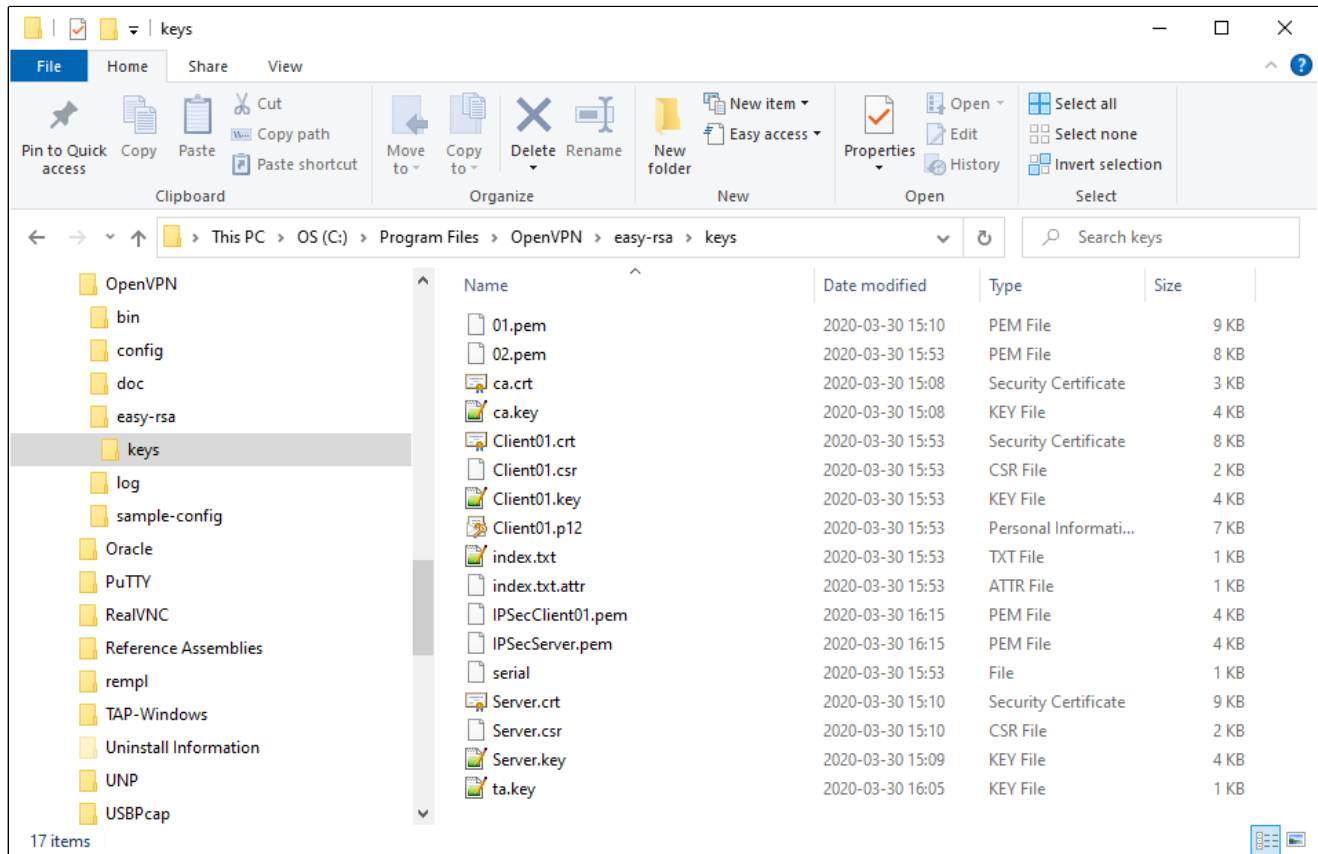 keys
File Home Share View
Pin to Quick access
Copy
Paste
Cut
Copy path
Paste shortcut
Move to
Copy to
Delete
Rename
New folder
New item
Easy access
Properties
Open
Edit
History
Select all
Select none
Invert selection
Clipboard Organize New Open Select
This PC > OS (C:) > Program Files > OpenVPN > easy-rsa > keys
Search keys
OpenVPN
bin
config
doc
easy-rsa
keys
log
sample-config
Oracle
PuTTY
RealVNC
Reference Assemblies
rempl
TAP-Windows
Uninstall Information
UNP
USBPcap
Name Date modified Type Size
01.pem 2020-03-30 15:10 PEM File 9 KB
02.pem 2020-03-30 15:53 PEM File 8 KB
ca.crt 2020-03-30 15:08 Security Certificate 3 KB
ca.key 2020-03-30 15:08 KEY File 4 KB
Client01.crt 2020-03-30 15:53 Security Certificate 8 KB
Client01.csr 2020-03-30 15:53 CSR File 2 KB
Client01.key 2020-03-30 15:53 KEY File 4 KB
Client01.p12 2020-03-30 15:53 Personal Informati... 7 KB
index.txt 2020-03-30 15:53 TXT File 1 KB
index.txt.attr 2020-03-30 15:53 ATTR File 1 KB
IPSecClient01.pem 2020-03-30 16:15 PEM File 4 KB
IPSecServer.pem 2020-03-30 16:15 PEM File 4 KB
serial 2020-03-30 15:53 File 1 KB
Server.crt 2020-03-30 15:10 Security Certificate 9 KB
Server.csr 2020-03-30 15:10 CSR File 2 KB
Server.key 2020-03-30 15:09 KEY File 4 KB
ta.key 2020-03-30 16:05 KEY File 1 KB
17 items